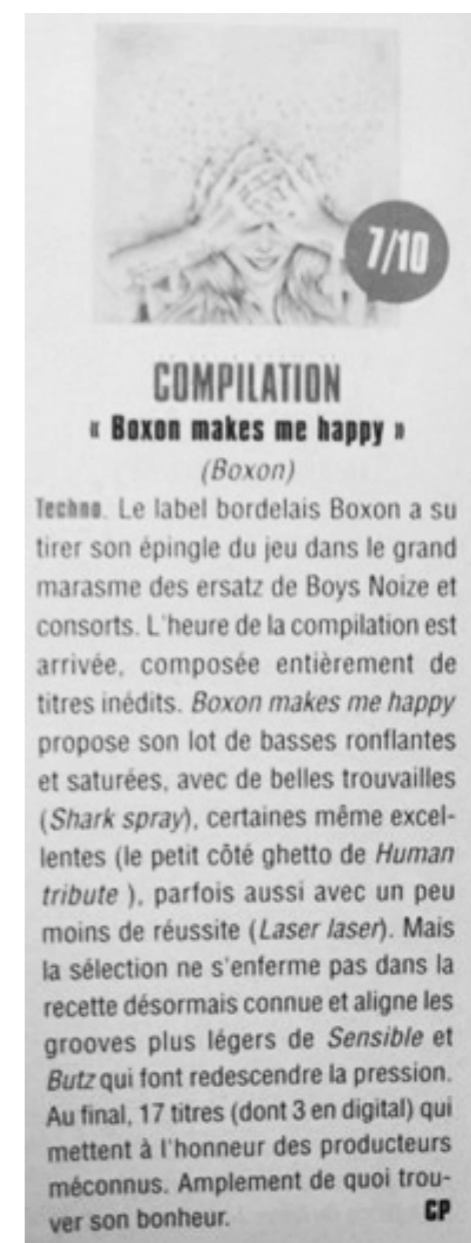 7/10
COMPILATION
« Boxon makes me happy »
(Boxon)
Techno. Le label bordelais Boxon a su
tirer son épingle du jeu dans le grand
marasme des ersatz de Boys Noize et
consorts. L'heure de la compilation est
arrivée, composée entièrement de
titres inédits. Boxon makes me happy
propose son lot de basses ronflantes
et saturées, avec de belles trouvailles
(Shark spray), certaines même excel-
lentes (le petit côté ghetto de Human
tribute ), parfois aussi avec un peu
moins de réussite (Laser laser). Mais
la sélection ne s'enferme pas dans la
recette désormais connue et aligne les
grooves plus légers de Sensible et
Butz qui font redescendre la pression.
Au final, 17 titres (dont 3 en digital) qui
mettent à l'honneur des producteurs
méconnus. Amplement de quoi trou-
ver son bonheur. CP